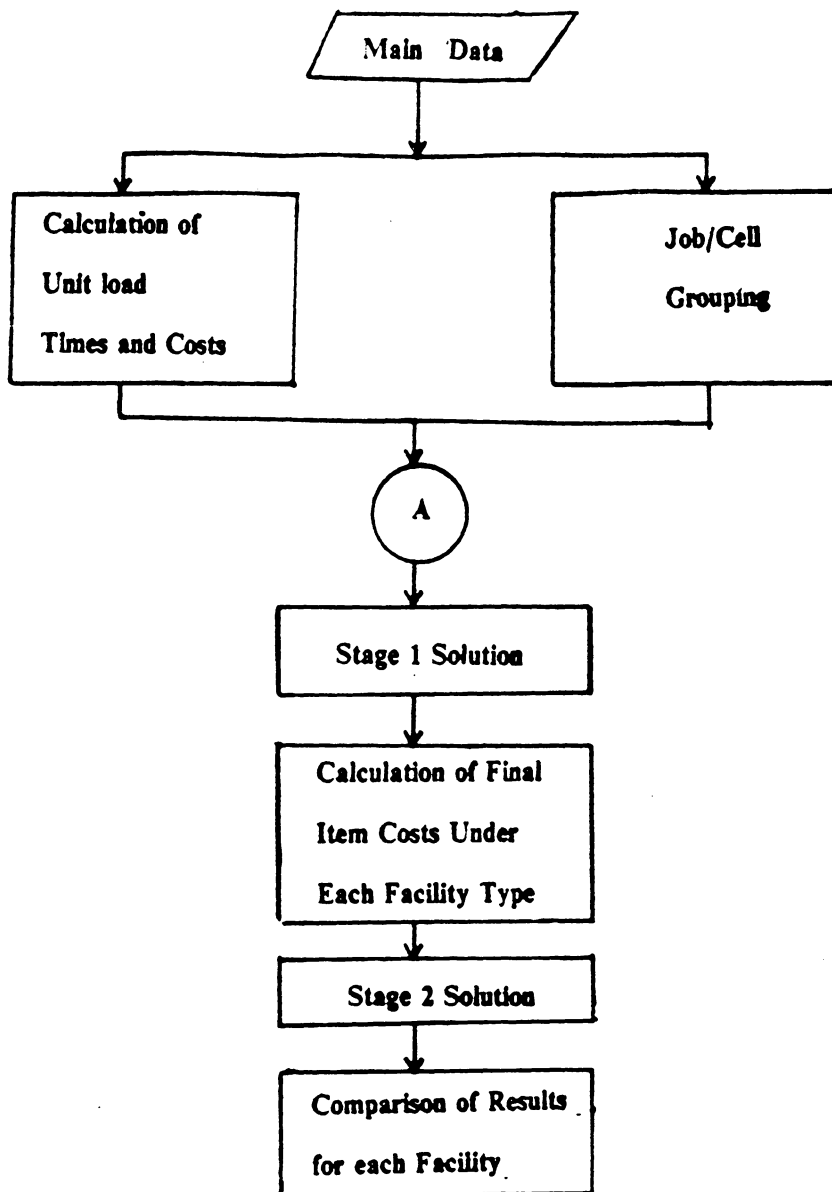 Main Data
Calculation of
Unit load
Times and Costs
Job/Cell
Grouping
A
Stage 1 Solution
Calculation of Final
Item Costs Under
Each Facility Type
Stage 2 Solution
Comparison of Results
for each Facility